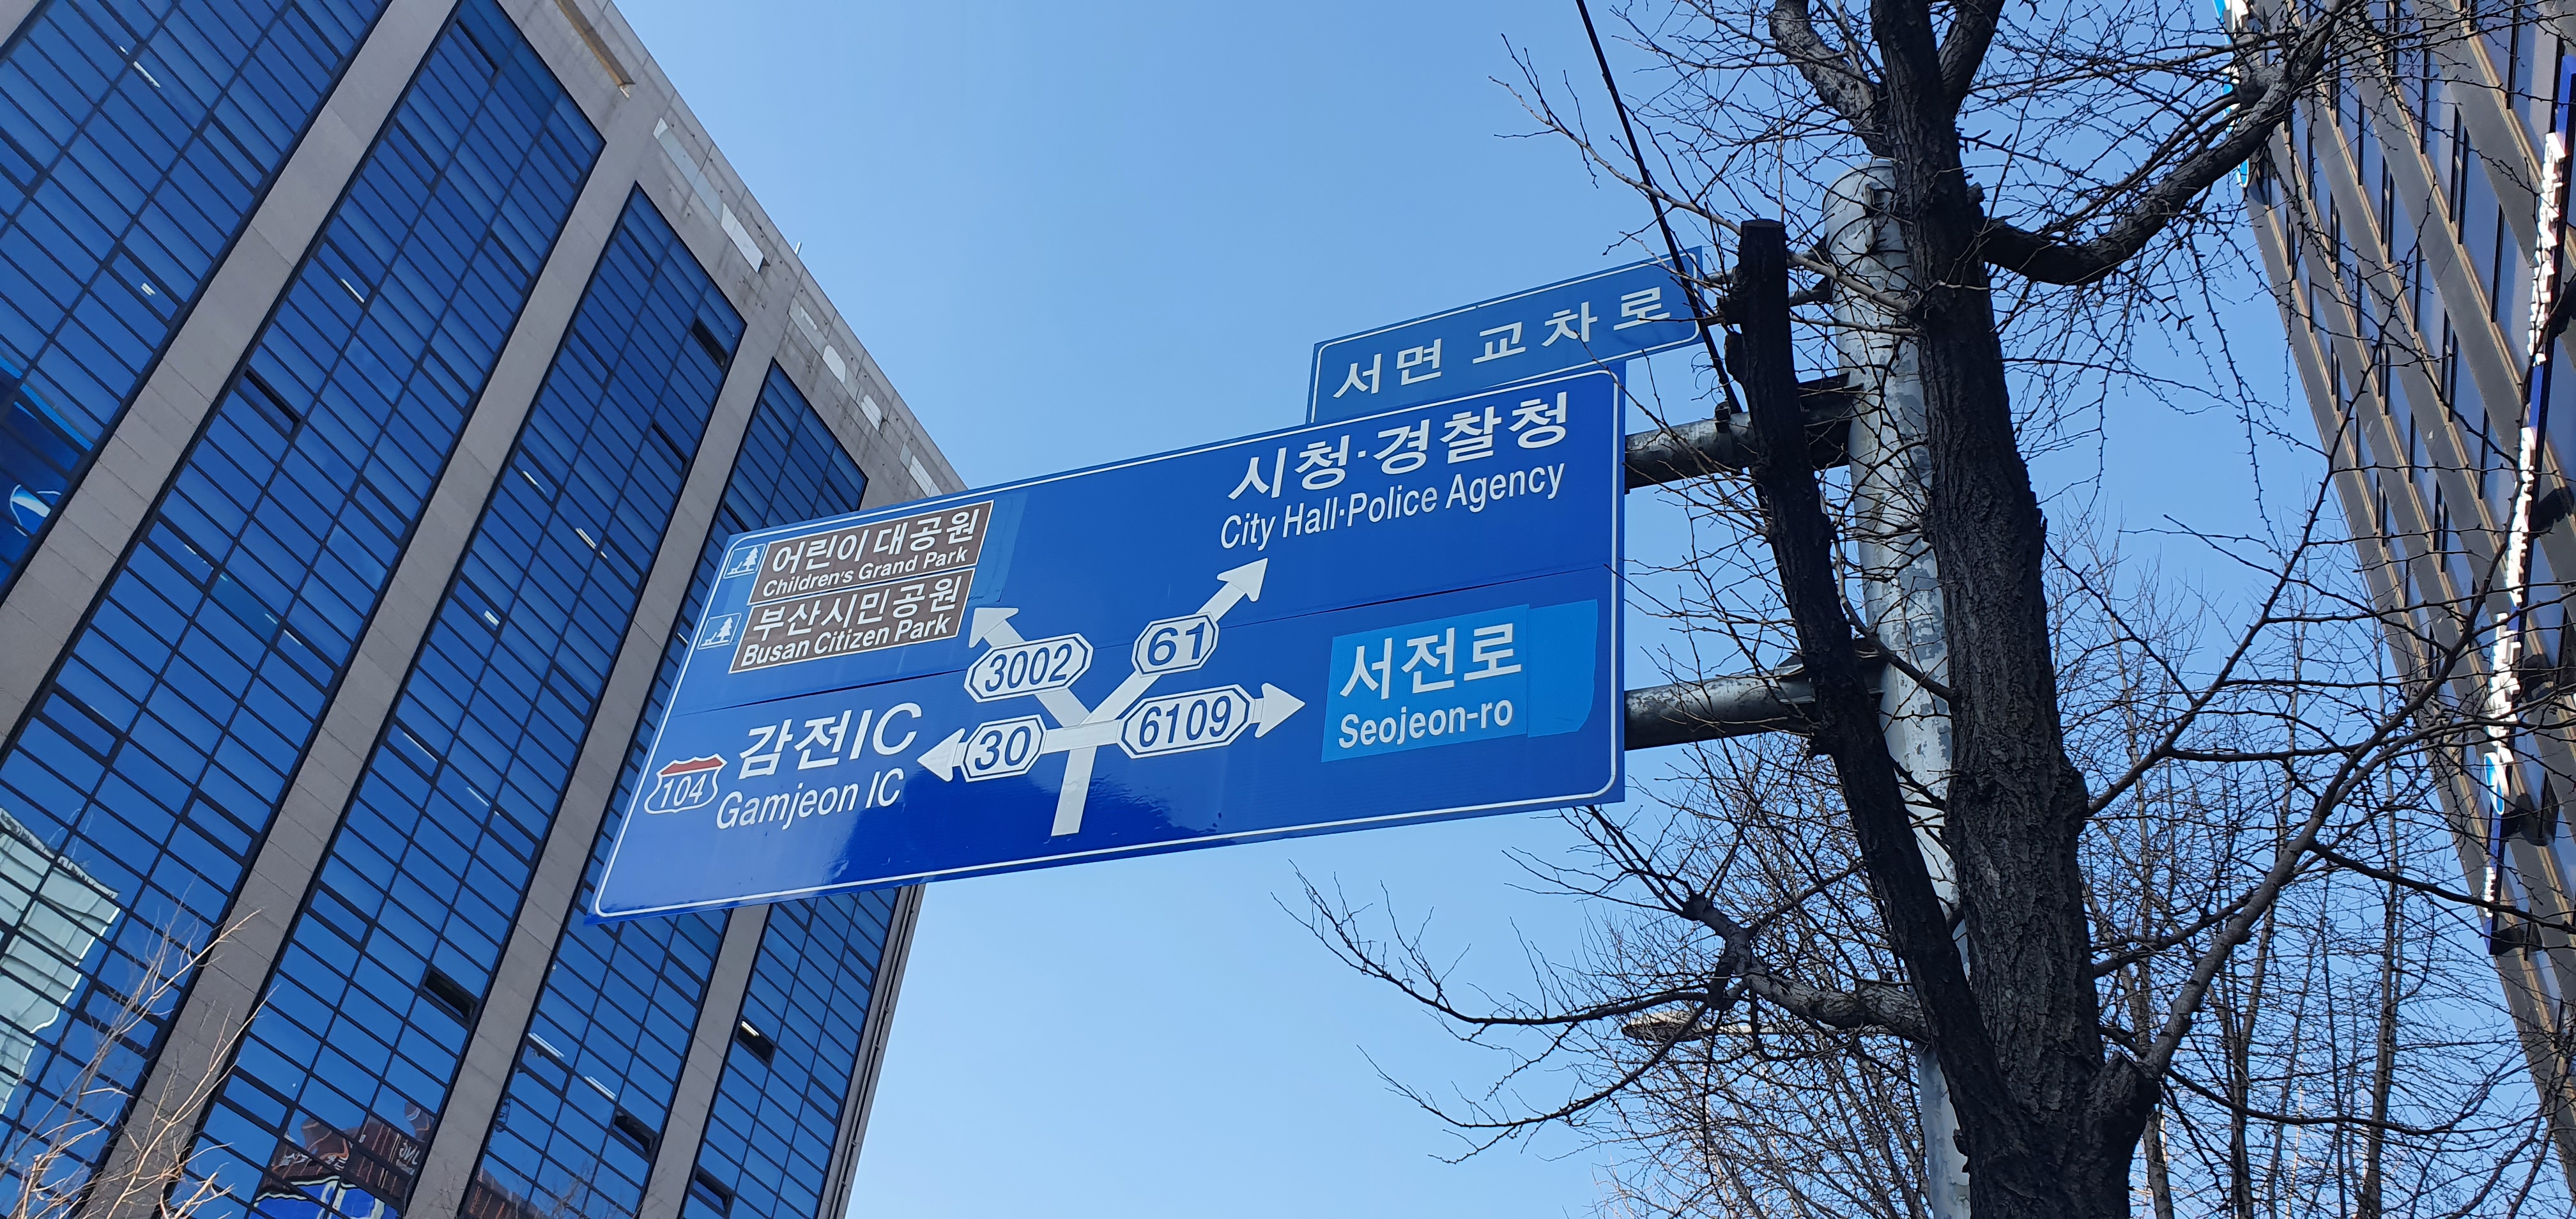 서면 교차로
시청·경찰청
City Hall·Police Agency
어린이대공원
Children's Grand Park
부산시민공원
Busan Citizen Park
3002
61
서전로
Seojeon-ro
6109
30
감전IC
Gamjeon IC
104